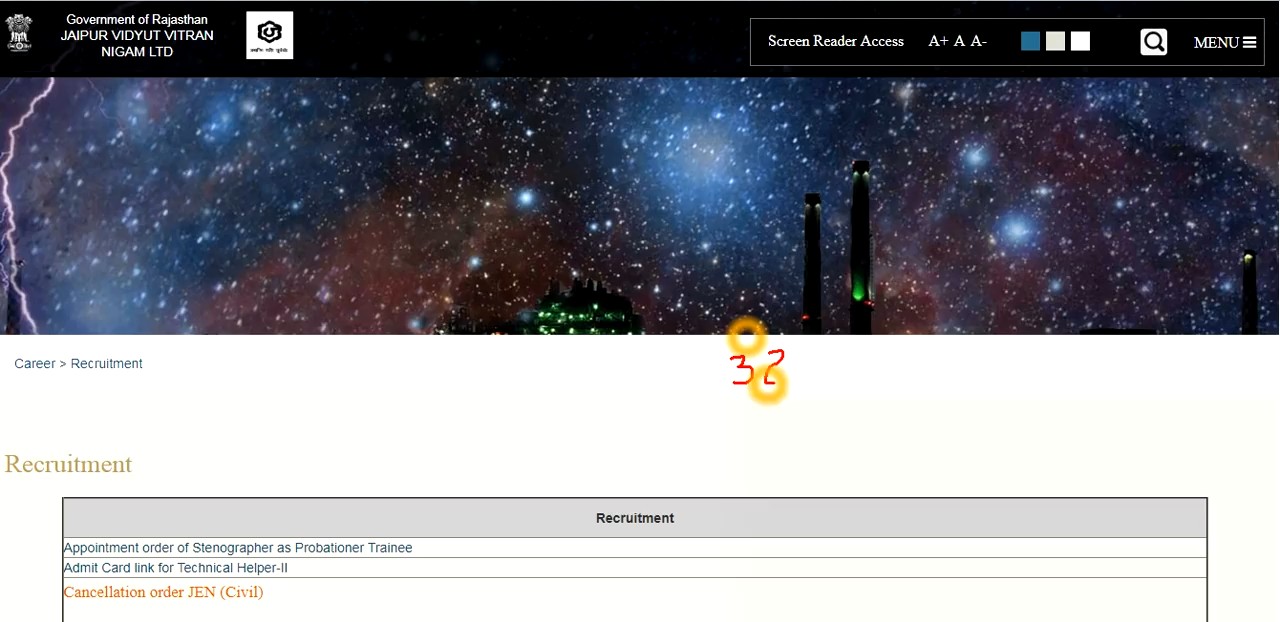 Government of Rajasthan
JAIPUR VIDYUT VITRAN
NIGAM LTD
Screen Reader Access A+ A A- MENU
Career > Recruitment
Recruitment
Recruitment
Appointment order of Stenographer as Probationer Trainee
Admit Card link for Technical Helper-II
Cancellation order JEN (Civil)